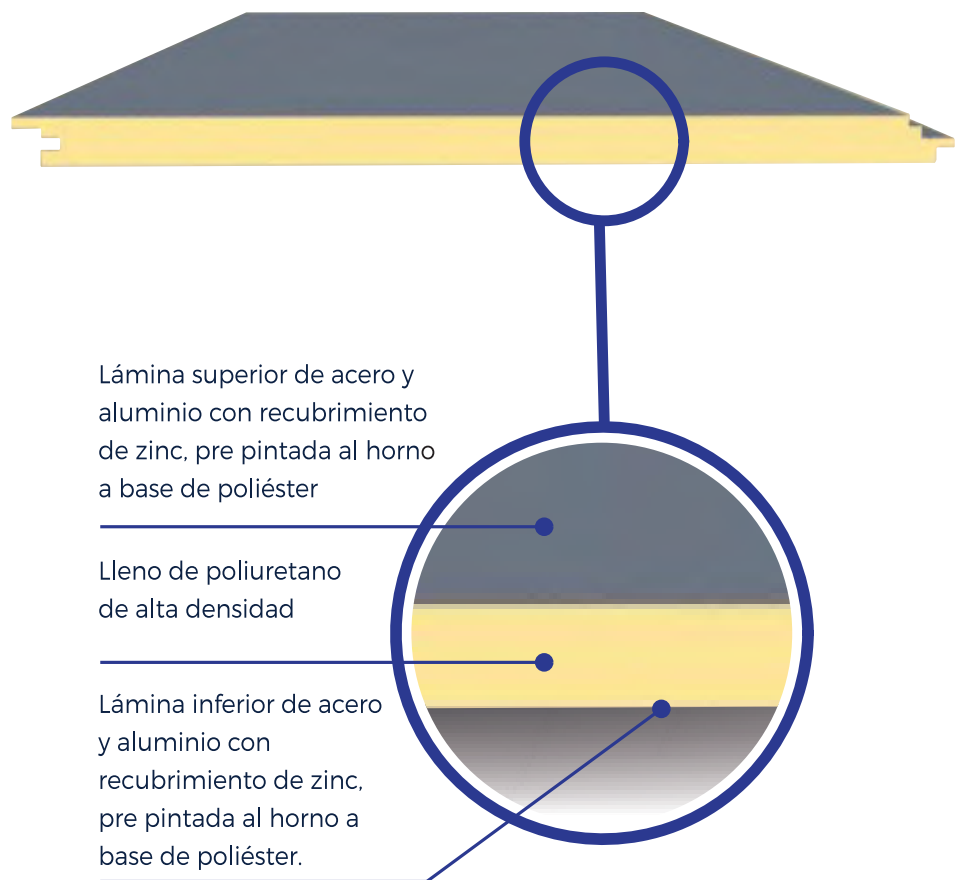 Lámina superior de acero y
aluminio con recubrimiento
de zinc, pre pintada al horno
a base de poliéster
Lleno de poliuretano
de alta densidad
Lámina inferior de acero
y aluminio con
recubrimiento de zinc,
pre pintada al horno a
base de poliéster.